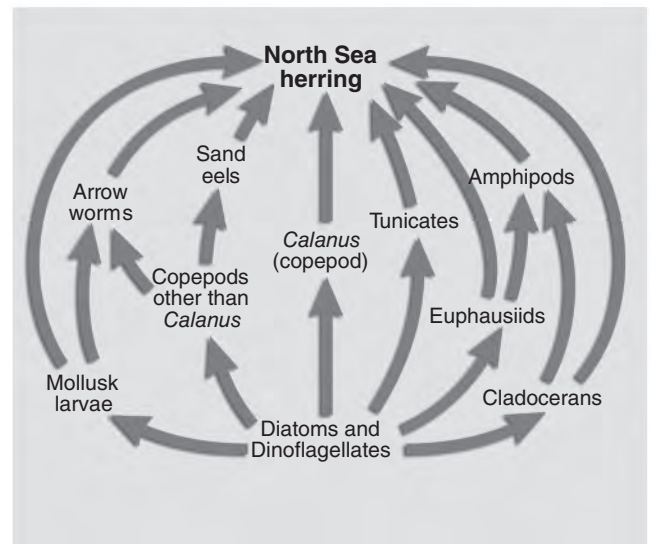 North Sea
herring
Sand
eels
Arrow
worms
Amphipods
Tunicates
Calanus
(copepod)
Copepods
other than
Calanus
Euphausiids
Mollusk
larvae
Cladocerans
Diatoms and
Dinoflagellates